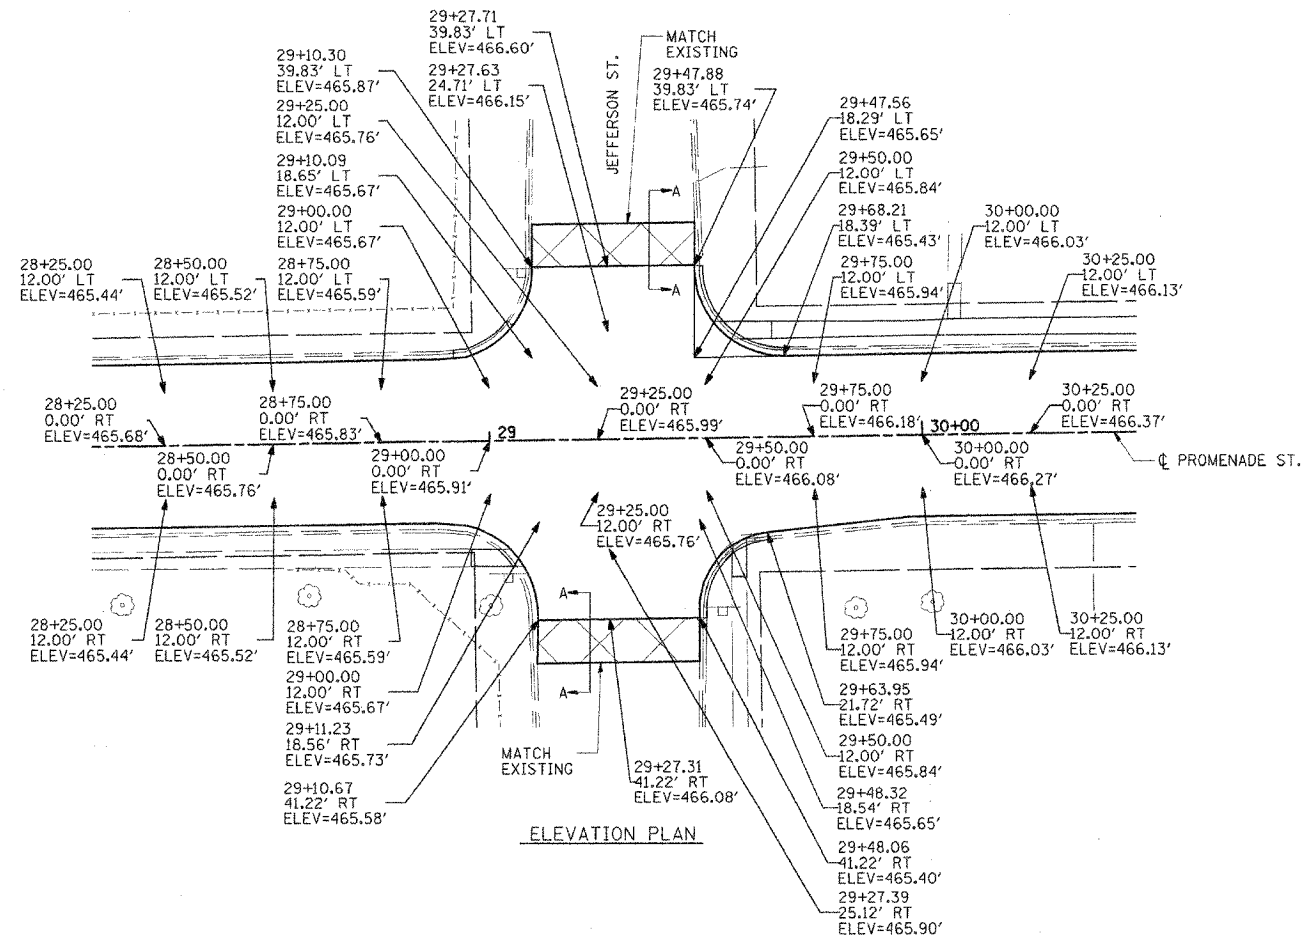 29+27.71
39.83' LT
ELEV=466.60'
MATCH
EXISTING
29+10.30
39.83' LT
ELEV=465.87'
29+27.63
24.71' LT
ELEV=466.15'
JEFFERSON ST.
29+47.88
39.83' LT
ELEV=465.74'
29+25.00
12.00' LT
ELEV=465.76'
29+47.56
18.29' LT
ELEV=465.65'
29+10.09
18.65' LT
ELEV=465.67'
29+50.00
12.00' LT
ELEV=465.84'
A
A
29+00.00
12.00' LT
ELEV=465.67'
29+68.21
18.39' LT
ELEV=465.43'
30+00.00
12.00' LT
ELEV=466.03'
28+25.00
12.00' LT
ELEV=465.44'
28+50.00
12.00' LT
ELEV=465.52'
28+75.00
12.00' LT
ELEV=465.59'
29+75.00
12.00' LT
ELEV=465.94'
30+25.00
12.00' LT
ELEV=466.13'
28+25.00
0.00' RT
ELEV=465.68'
28+75.00
0.00' RT
ELEV=465.83'
29
29+25.00
0.00' RT
ELEV=465.99'
29+75.00
0.00' RT
ELEV=466.18'
30+00
30+25.00
0.00' RT
ELEV=466.37'
28+50.00
0.00' RT
ELEV=465.76'
29+00.00
0.00' RT
ELEV=465.91'
29+50.00
0.00' RT
ELEV=466.08'
30+00.00
0.00' RT
ELEV=466.27'
℄ PROMENADE ST.
29+25.00
12.00' RT
ELEV=465.76'
A
A
28+25.00
12.00' RT
ELEV=465.44'
28+50.00
12.00' RT
ELEV=465.52'
28+75.00
12.00' RT
ELEV=465.59'
29+75.00
12.00' RT
ELEV=465.94'
30+00.00
12.00' RT
ELEV=466.03'
30+25.00
12.00' RT
ELEV=466.13'
29+00.00
12.00' RT
ELEV=465.67'
29+63.95
21.72' RT
ELEV=465.49'
29+11.23
18.56' RT
ELEV=465.73'
MATCH
EXISTING
29+50.00
12.00' RT
ELEV=465.84'
29+10.67
41.22' RT
ELEV=465.58'
29+27.31
41.22' RT
ELEV=466.08'
29+48.32
18.54' RT
ELEV=465.65'
ELEVATION PLAN
29+48.06
41.22' RT
ELEV=465.40'
29+27.39
25.12' RT
ELEV=465.90'